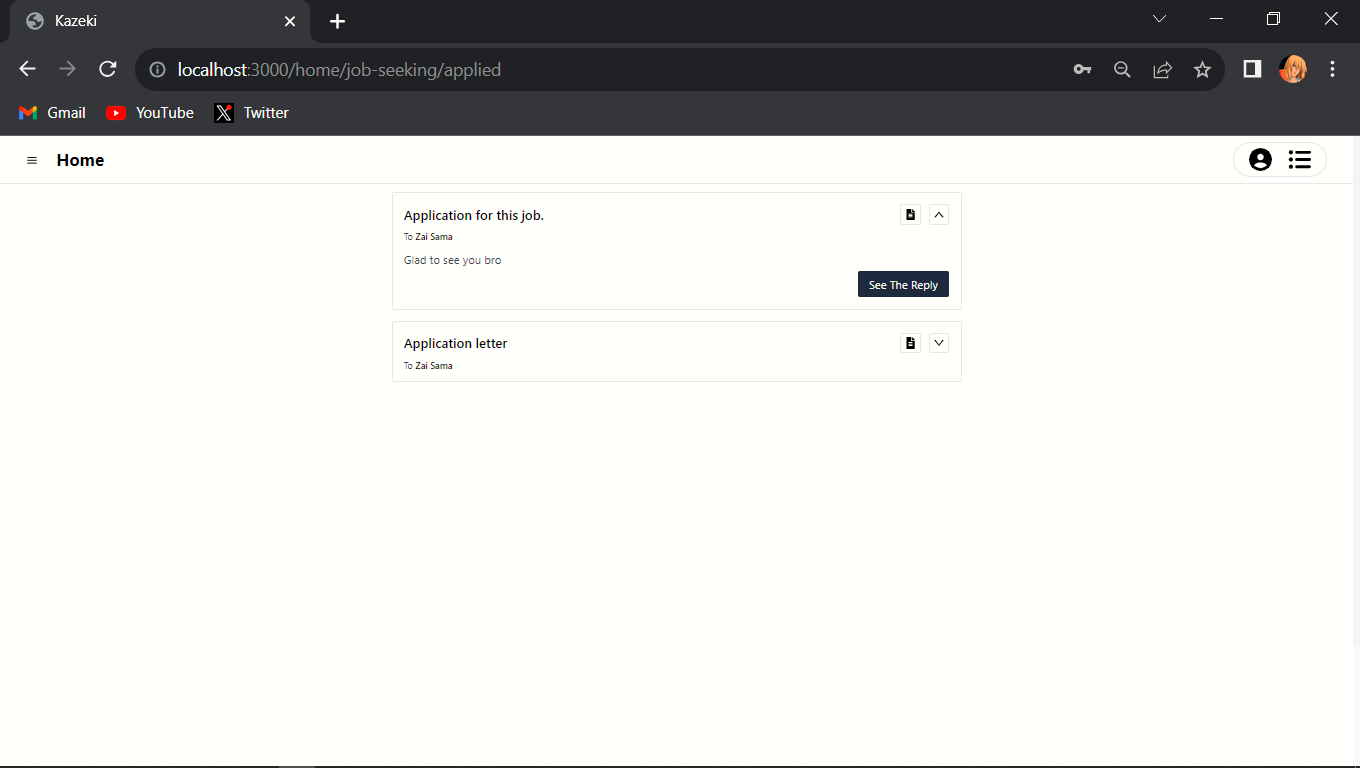 Kazeki
localhost:3000/home/job-seeking/applied
Gmail YouTube Twitter
Home
Application for this job.
To Zai Sama
Glad to see you bro
See The Reply
Application letter
To Zai Sama